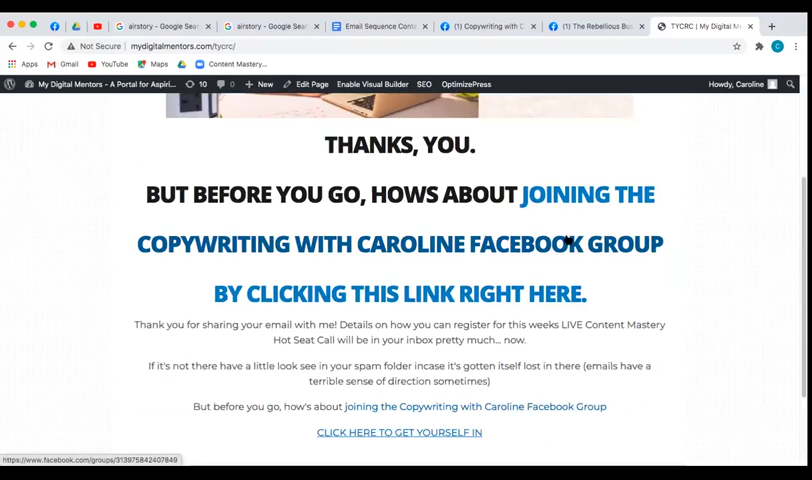 airstory - Google Sear
airstory - Google Sear
Email Sequence Conte
(1) Copywriting with C
(1) The Rebellious Bus
TYCRC | My Digital Me
Not Secure | mydigitalmentors.com/tycrc/
Apps
Gmail
YouTube
Maps
Content Mastery...
My Digital Mentors – A Portal for Aspiri...
10
0
New
Edit Page
Enable Visual Builder
SEO
OptimizePress
Howdy, Caroline
THANKS, YOU.
BUT BEFORE YOU GO, HOWS ABOUT JOINING THE
COPYWRITING WITH CAROLINE FACEBOOK GROUP
BY CLICKING THIS LINK RIGHT HERE.
Thank you for sharing your email with me! Details on how you can register for this weeks LIVE Content Mastery
Hot Seat Call will be in your inbox pretty much... now.
If it's not there have a little look see in your spam folder incase it's gotten itself lost in there (emails have a
terrible sense of direction sometimes)
But before you go, how's about joining the Copywriting with Caroline Facebook Group
CLICK HERE TO GET YOURSELF IN
https://www.facebook.com/groups/313975842407849